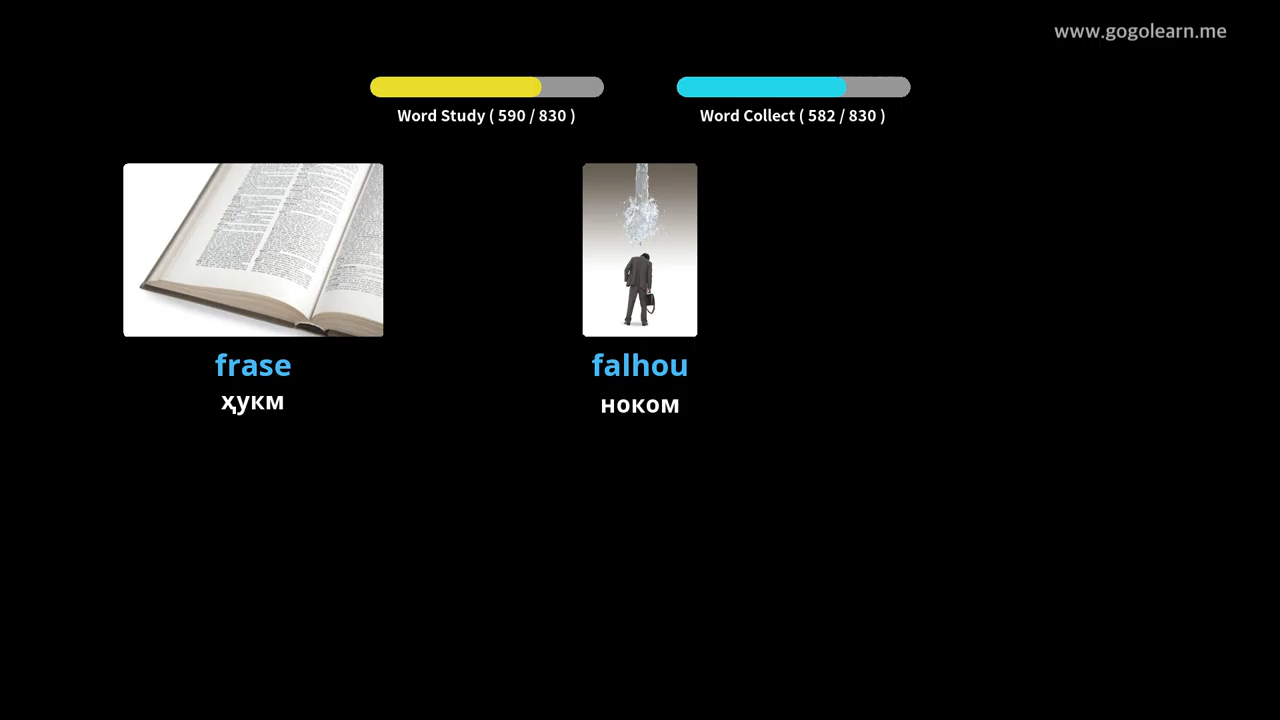 www.gogolearn.me
Word Study ( 590 / 830 )
Word Collect ( 582 / 830 )
frase
ҳукм
falhou
ноком